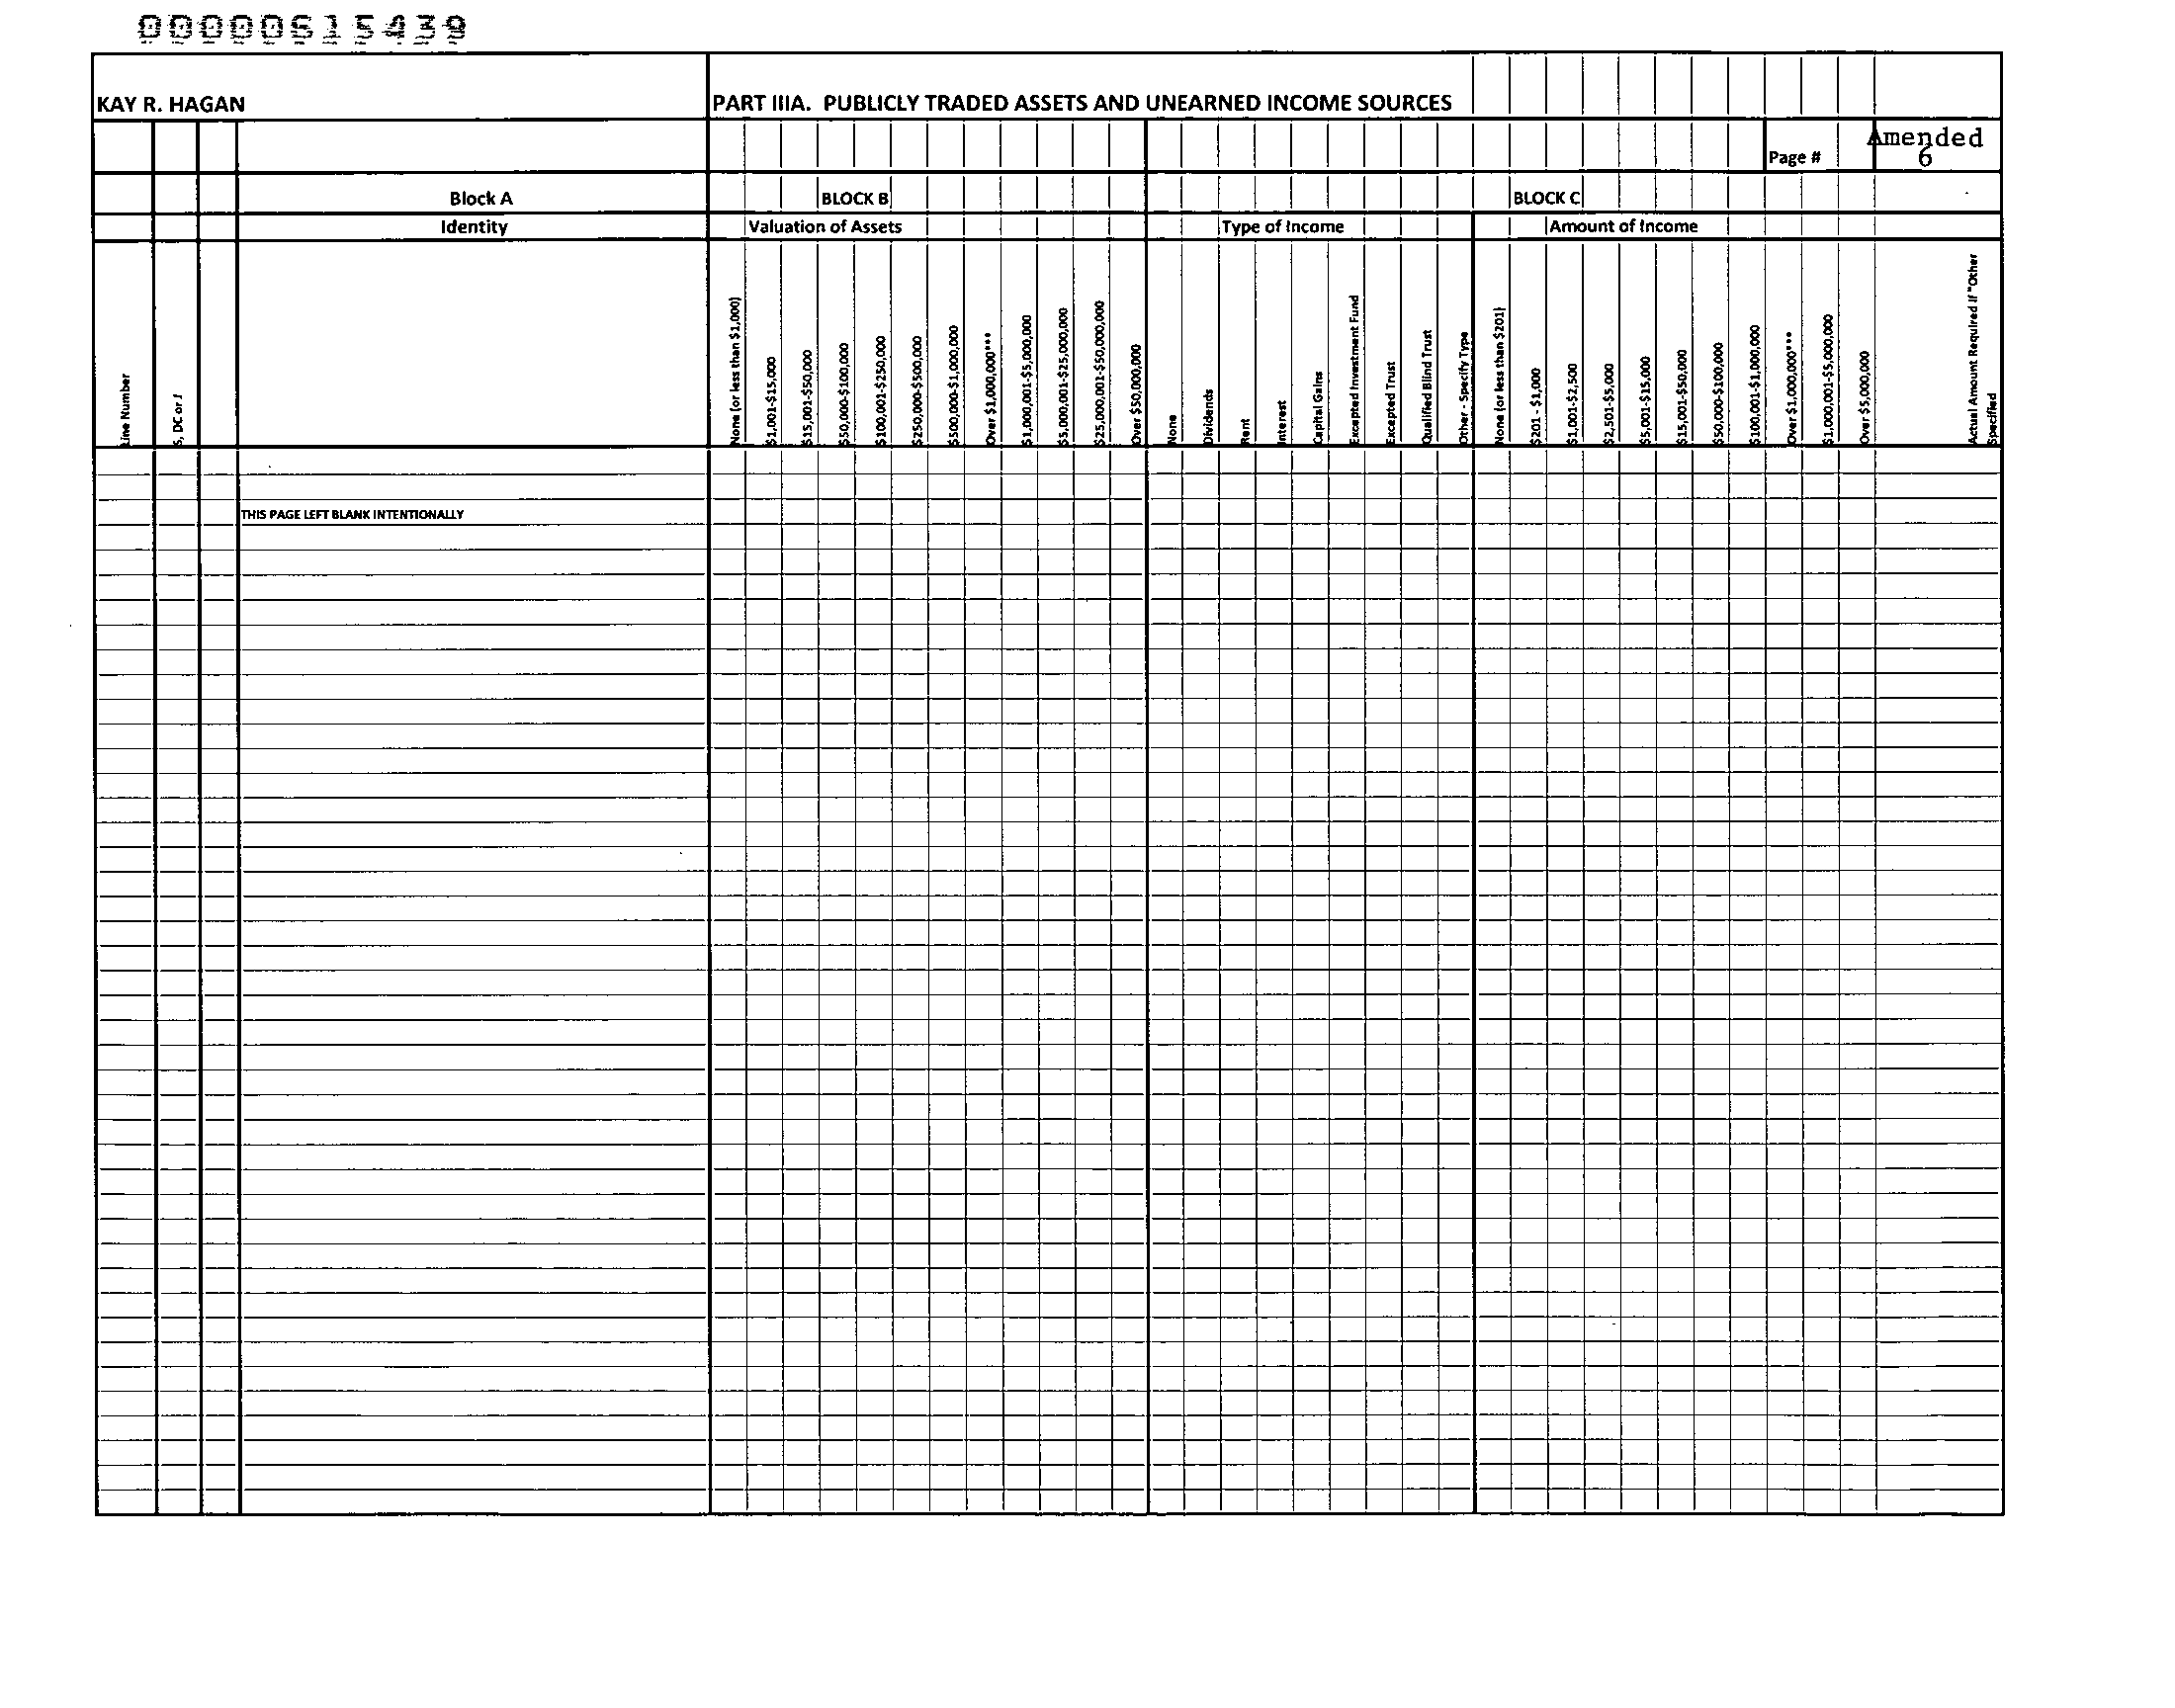 00000615439
KAY R. HAGAN
PART IIIA. PUBLICLY TRADED ASSETS AND UNEARNED INCOME SOURCES
Amended
Page # 6
Block A
BLOCK B
BLOCK C
Identity
Valuation of Assets
Type of Income
Amount of Income
Line Number
S, DC or J
None (or less than $1,000)
$1,001-$15,000
$15,001-$50,000
$50,000-$100,000
$100,001-$250,000
$250,000-$500,000
$500,000-$1,000,000
Over $1,000,000***
$1,000,001-$5,000,000
$5,000,001-$25,000,000
$25,000,001-$50,000,000
Over $50,000,000
None
Dividends
Rent
Interest
Capital Gains
Excepted Investment Fund
Excepted Trust
Qualified Blind Trust
Other - Specify Type
None (or less than $201)
$201 - $1,000
$1,001-$2,500
$2,501-$5,000
$5,001-$15,000
$15,001-$50,000
$50,000-$100,000
$100,001-$1,000,000
Over $1,000,000***
$1,000,001-$5,000,000
Over $5,000,000
Actual Amount Required if "Other
Specified
THIS PAGE LEFT BLANK INTENTIONALLY